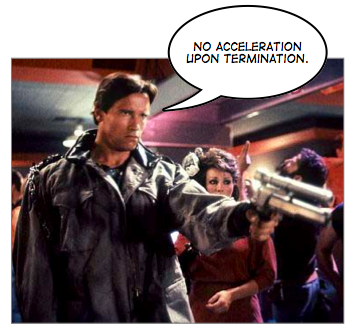 NO ACCELERATION
UPON TERMINATION.